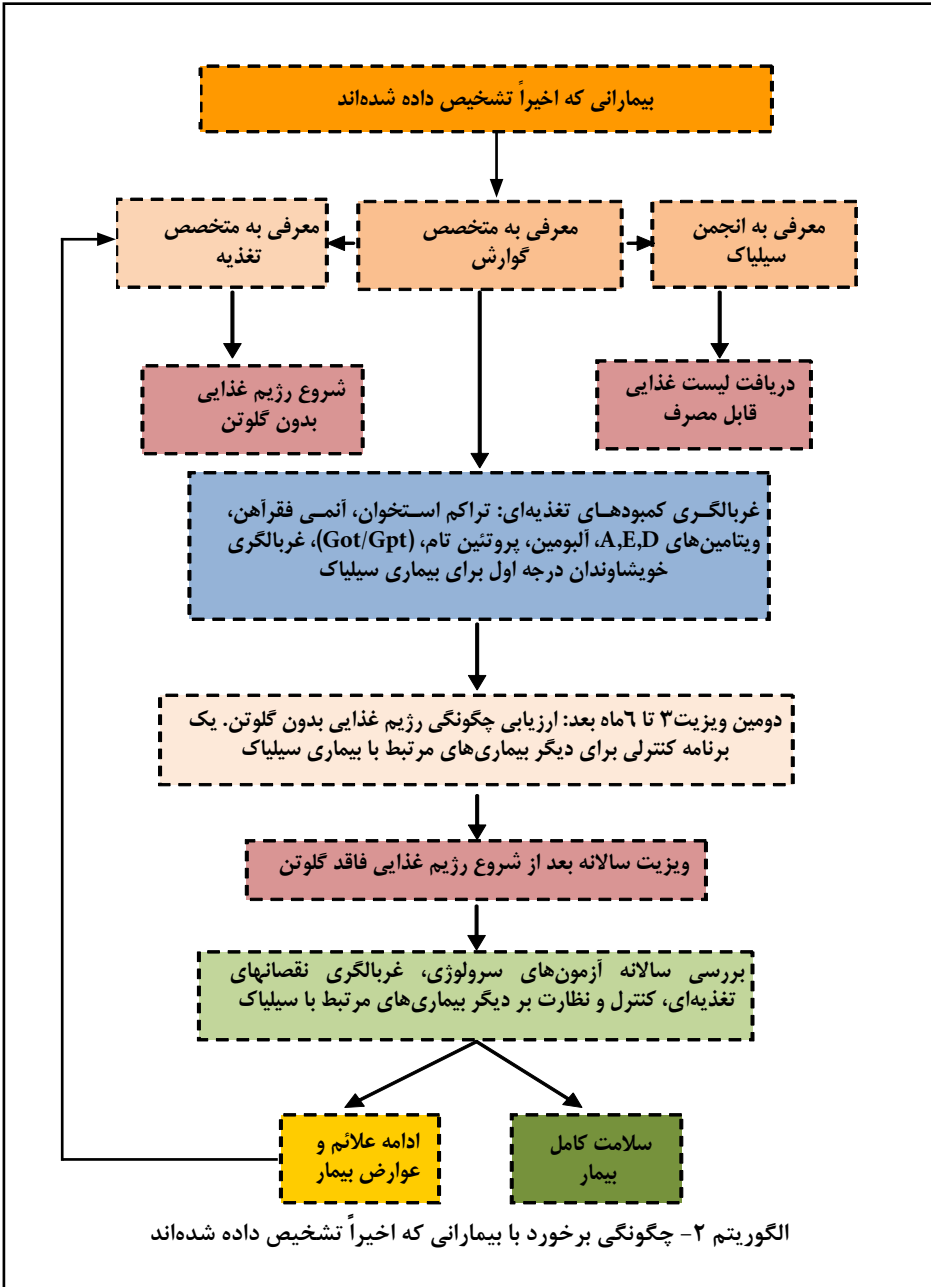 بیمارانی که اخیراً تشخیص داده شده‌اند
معرفی به انجمن
سیلیاک
معرفی به متخصص
گوارش
معرفی به متخصص
تغذیه
دریافت لیست غذایی
قابل مصرف
شروع رژیم غذایی
بدون گلوتن
غربالگـری کمبودهـای تغذیه‌ای: تراکم اسـتخوان، آنمـی فقرآهن،
ویتامین‌های A,E,D، آلبومین، پروتئین تام، (Got/Gpt)، غربالگری
خویشاوندان درجه اول برای بیماری سیلیاک
دومین ویزیت۳ تا ٦ماه بعد: ارزیابی چگونگی رژیم غذایی بدون گلوتن. یک
برنامه کنترلی برای دیگر بیماری‌های مرتبط با بیماری سیلیاک
ویزیت سالانه بعد از شروع رژیم غذایی فاقد گلوتن
بررسی سالانه آزمون‌های سرولوژی، غربالگری نقصانهای
تغذیه‌ای، کنترل و نظارت بر دیگر بیماری‌های مرتبط با سیلیاک
سلامت کامل
بیمار
ادامه علائم و
عوارض بیمار
الگوریتم ۲- چگونگی برخورد با بیمارانی که اخیراً تشخیص داده شده‌اند